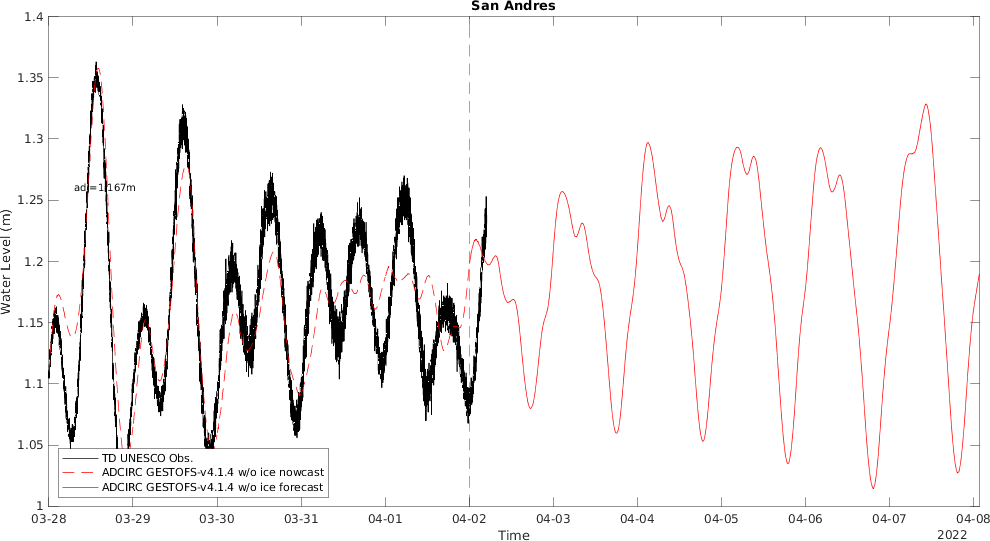 San Andres
Water Level (m)
1.4
1.35
1.3
1.25
1.2
1.15
1.1
1.05
1
adj=1.167m
TD UNESCO Obs.
ADCIRC GESTOFS-v4.1.4 w/o ice nowcast
ADCIRC GESTOFS-v4.1.4 w/o ice forecast
03-28 03-29 03-30 03-31 04-01 04-02 04-03 04-04 04-05 04-06 04-07 04-08
Time
2022